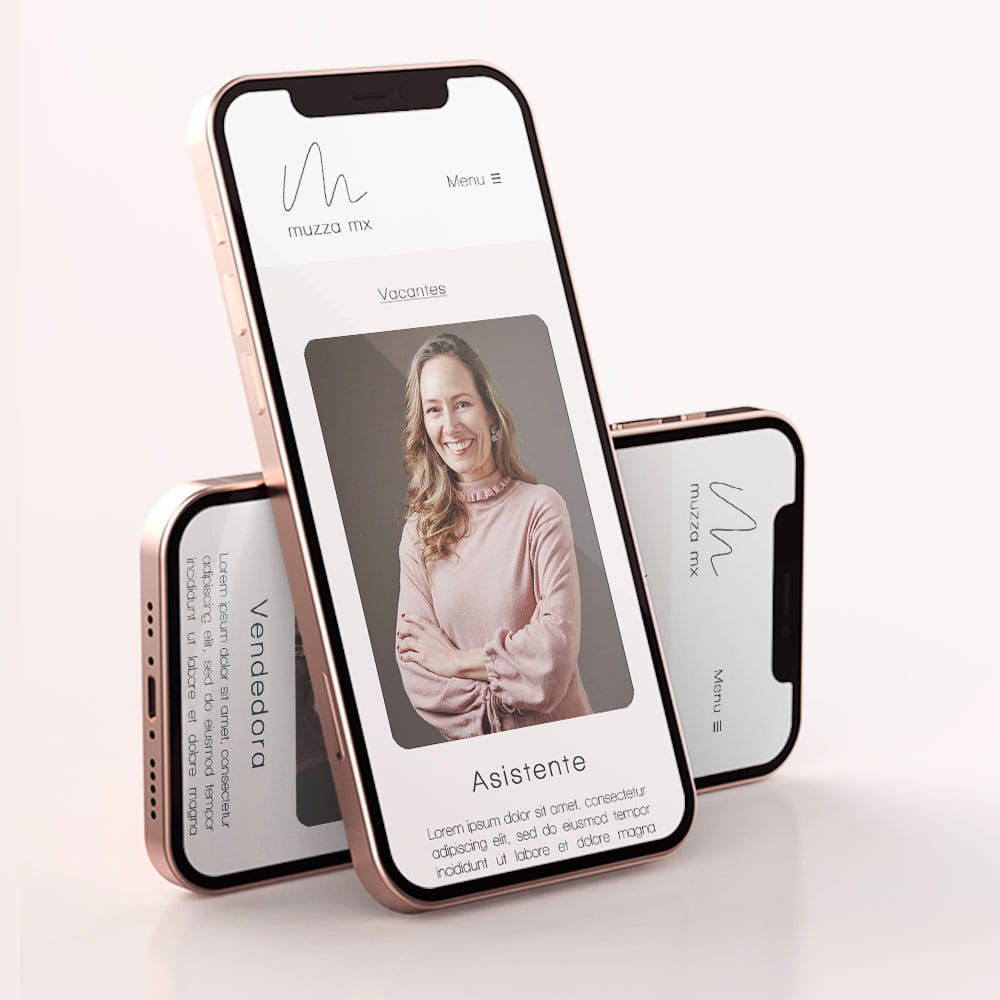 muzza mx
Menu
Vacantes
Asistente
Lorem ipsum dolor sit amet, consectetur
adipiscing elit, sed do eiusmod tempor
incididunt ut labore et dolore magna
muzza mx
Menu
Vendedora
Lorem ipsum dolor sit amet, consectetur
adipiscing elit, sed do eiusmod tempor
incididunt ut labore et dolore magna